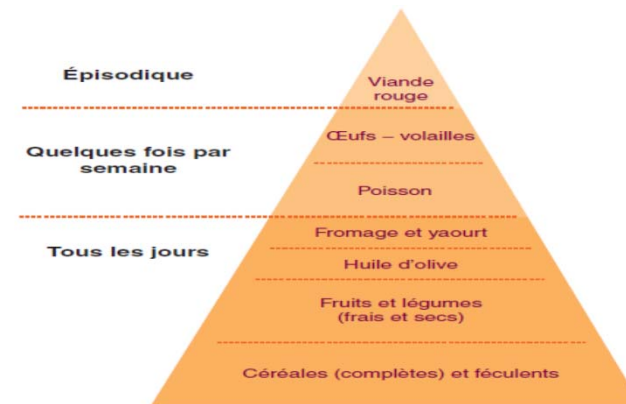 Épisodique
Viande
rouge
Œufs – volailles
Quelques fois par
semaine
Poisson
Fromage et yaourt
Tous les jours
Huile d'olive
Fruits et légumes
(frais et secs)
Céréales (complètes) et féculents